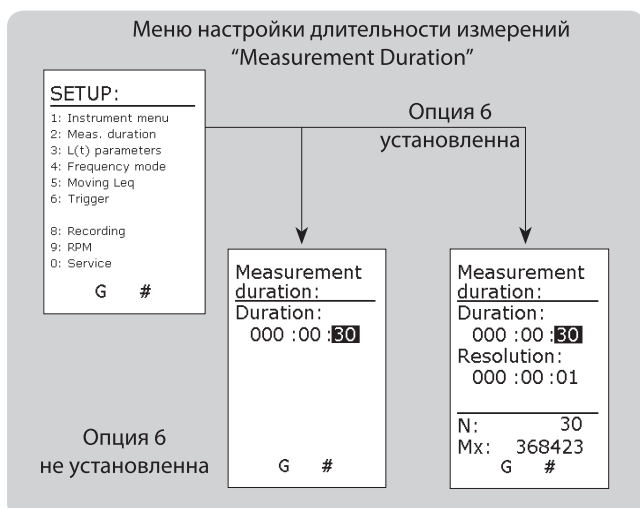 Меню настройки длительности измерений
“Measurement Duration”
SETUP:
1: Instrument menu
2: Meas. duration
3: L(t) parameters
4: Frequency mode
5: Moving Leq
6: Trigger
8: Recording
9: RPM
0: Service
G #
Опция 6
установленна
Measurement
duration:
Duration:
000 :00 :30
G #
Опция 6
не установленна
Measurement
duration:
Duration:
000 :00 :30
Resolution:
000 :00 :01
N: 30
Mx: 368423
G #